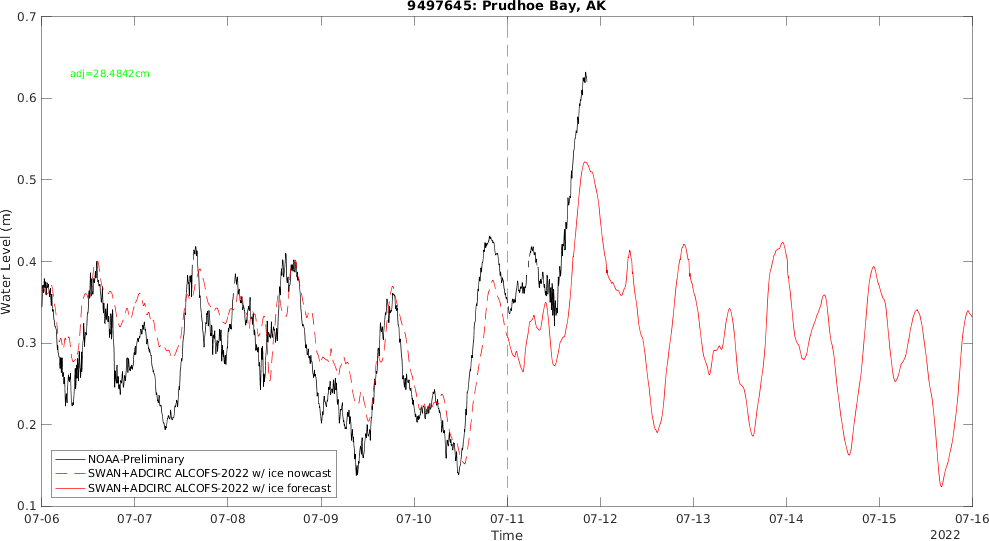 9497645: Prudhoe Bay, AK
0.7
adj=28.4842cm
0.6
0.5
0.4
0.3
0.2
0.1
Water Level (m)
NOAA-Preliminary
SWAN+ADCIRC ALCOFS-2022 w/ ice nowcast
SWAN+ADCIRC ALCOFS-2022 w/ ice forecast
07-06 07-07 07-08 07-09 07-10 07-11 07-12 07-13 07-14 07-15 07-16
Time
2022